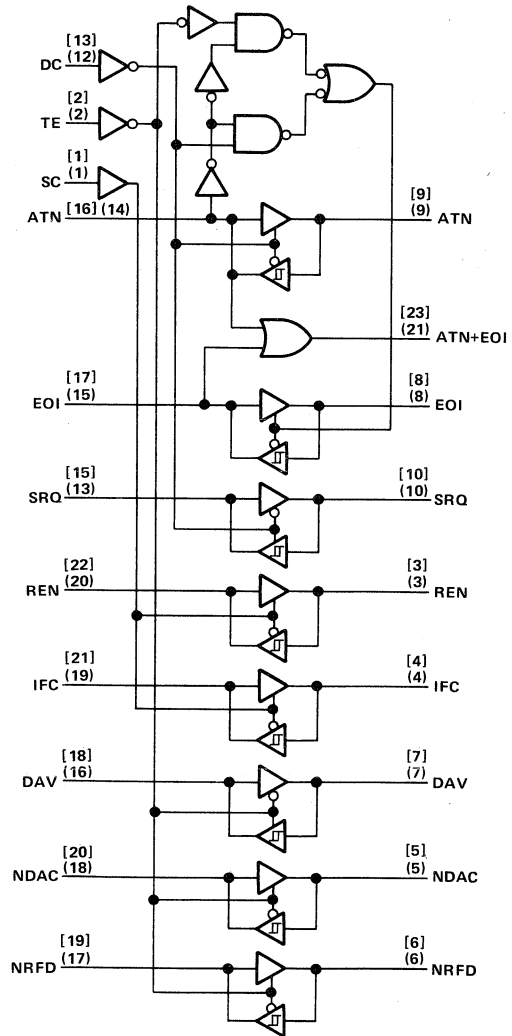 [13]
DC (12)
[2]
TE (2)
[1]
SC (1)
ATN [16] (14)
[9]
(9) ATN
[23]
(21) ATN+EOI
[17]
EOI (15)
[8]
(8) EOI
[15]
SRQ (13)
[10]
(10) SRQ
[22]
REN (20)
[3]
(3) REN
[21]
IFC (19)
[4]
(4) IFC
[18]
DAV (16)
[7]
(7) DAV
[20]
NDAC (18)
[5]
(5) NDAC
[19]
NRFD (17)
[6]
(6) NRFD